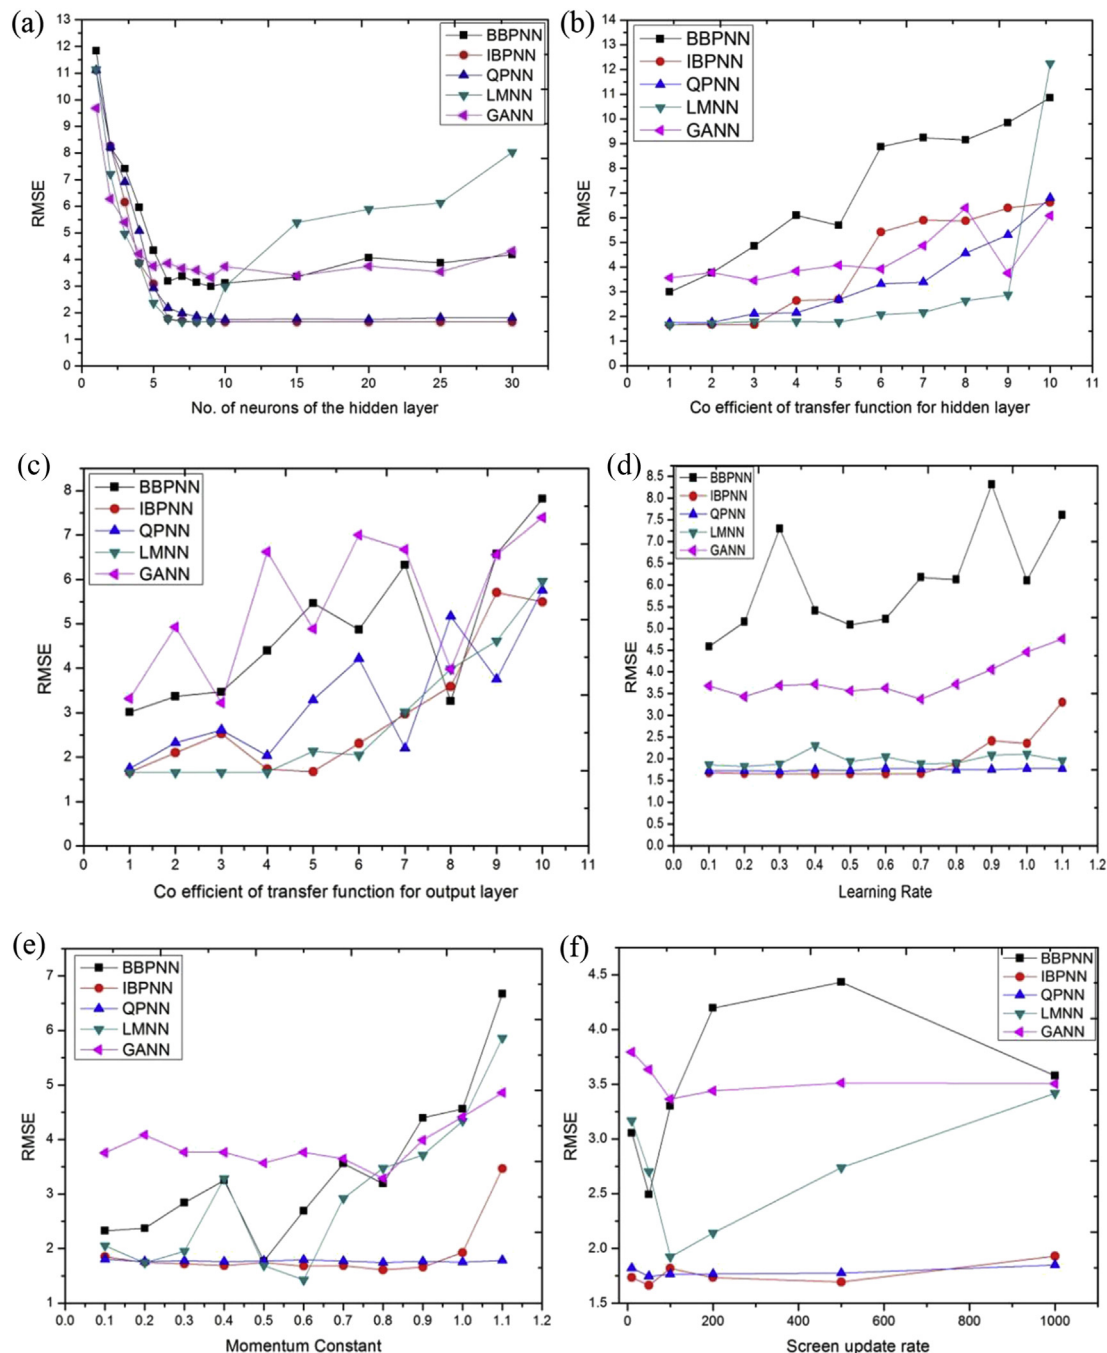 (a)
13
12
11
10
9
8
7
6
5
4
3
2
1
0
RMSE
BBPNN
IBPNN
QPNN
LMNN
GANN
0 5 10 15 20 25 30
No. of neurons of the hidden layer
(b)
14
13
12
11
10
9
8
7
6
5
4
3
2
1
0
RMSE
BBPNN
IBPNN
QPNN
LMNN
GANN
0 1 2 3 4 5 6 7 8 9 10 11
Co efficient of transfer function for hidden layer
(c)
8
7
6
5
4
3
2
1
0
RMSE
BBPNN
IBPNN
QPNN
LMNN
GANN
0 1 2 3 4 5 6 7 8 9 10 11
Co efficient of transfer function for output layer
(d)
8.5
8.0
7.5
7.0
6.5
6.0
5.5
5.0
4.5
4.0
3.5
3.0
2.5
2.0
1.5
1.0
0.5
0.0
RMSE
BBPNN
IBPNN
QPNN
LMNN
GANN
0.0 0.1 0.2 0.3 0.4 0.5 0.6 0.7 0.8 0.9 1.0 1.1 1.2
Learning Rate
(e)
7
6
5
4
3
2
1
RMSE
BBPNN
IBPNN
QPNN
LMNN
GANN
0.0 0.1 0.2 0.3 0.4 0.5 0.6 0.7 0.8 0.9 1.0 1.1 1.2
Momentum Constant
(f)
4.5
4.0
3.5
3.0
2.5
2.0
1.5
RMSE
BBPNN
IBPNN
QPNN
LMNN
GANN
0 200 400 600 800 1000
Screen update rate